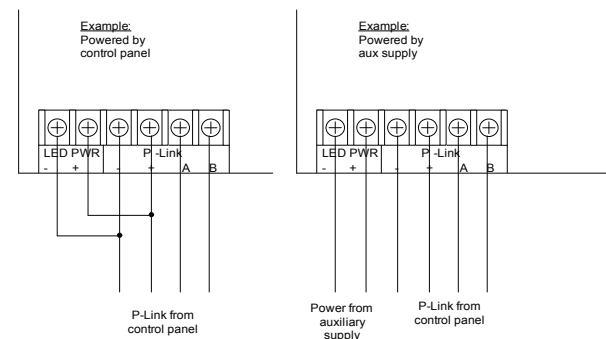 Example:
Powered by
control panel
LED PWR P -Link
- + - + A B
P-Link from
control panel
Example:
Powered by
aux supply
LED PWR P -Link
- + - + A B
Power from
auxiliary
supply
P-Link from
control panel